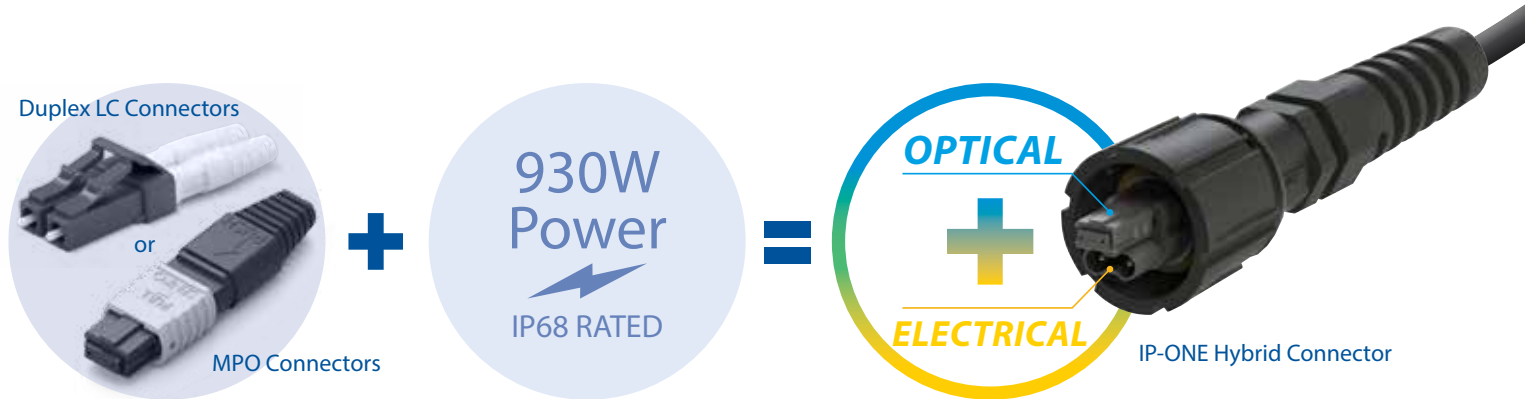 Duplex LC Connectors
or
MPO Connectors
930W
Power
IP68 RATED
OPTICAL
ELECTRICAL
IP-ONE Hybrid Connector